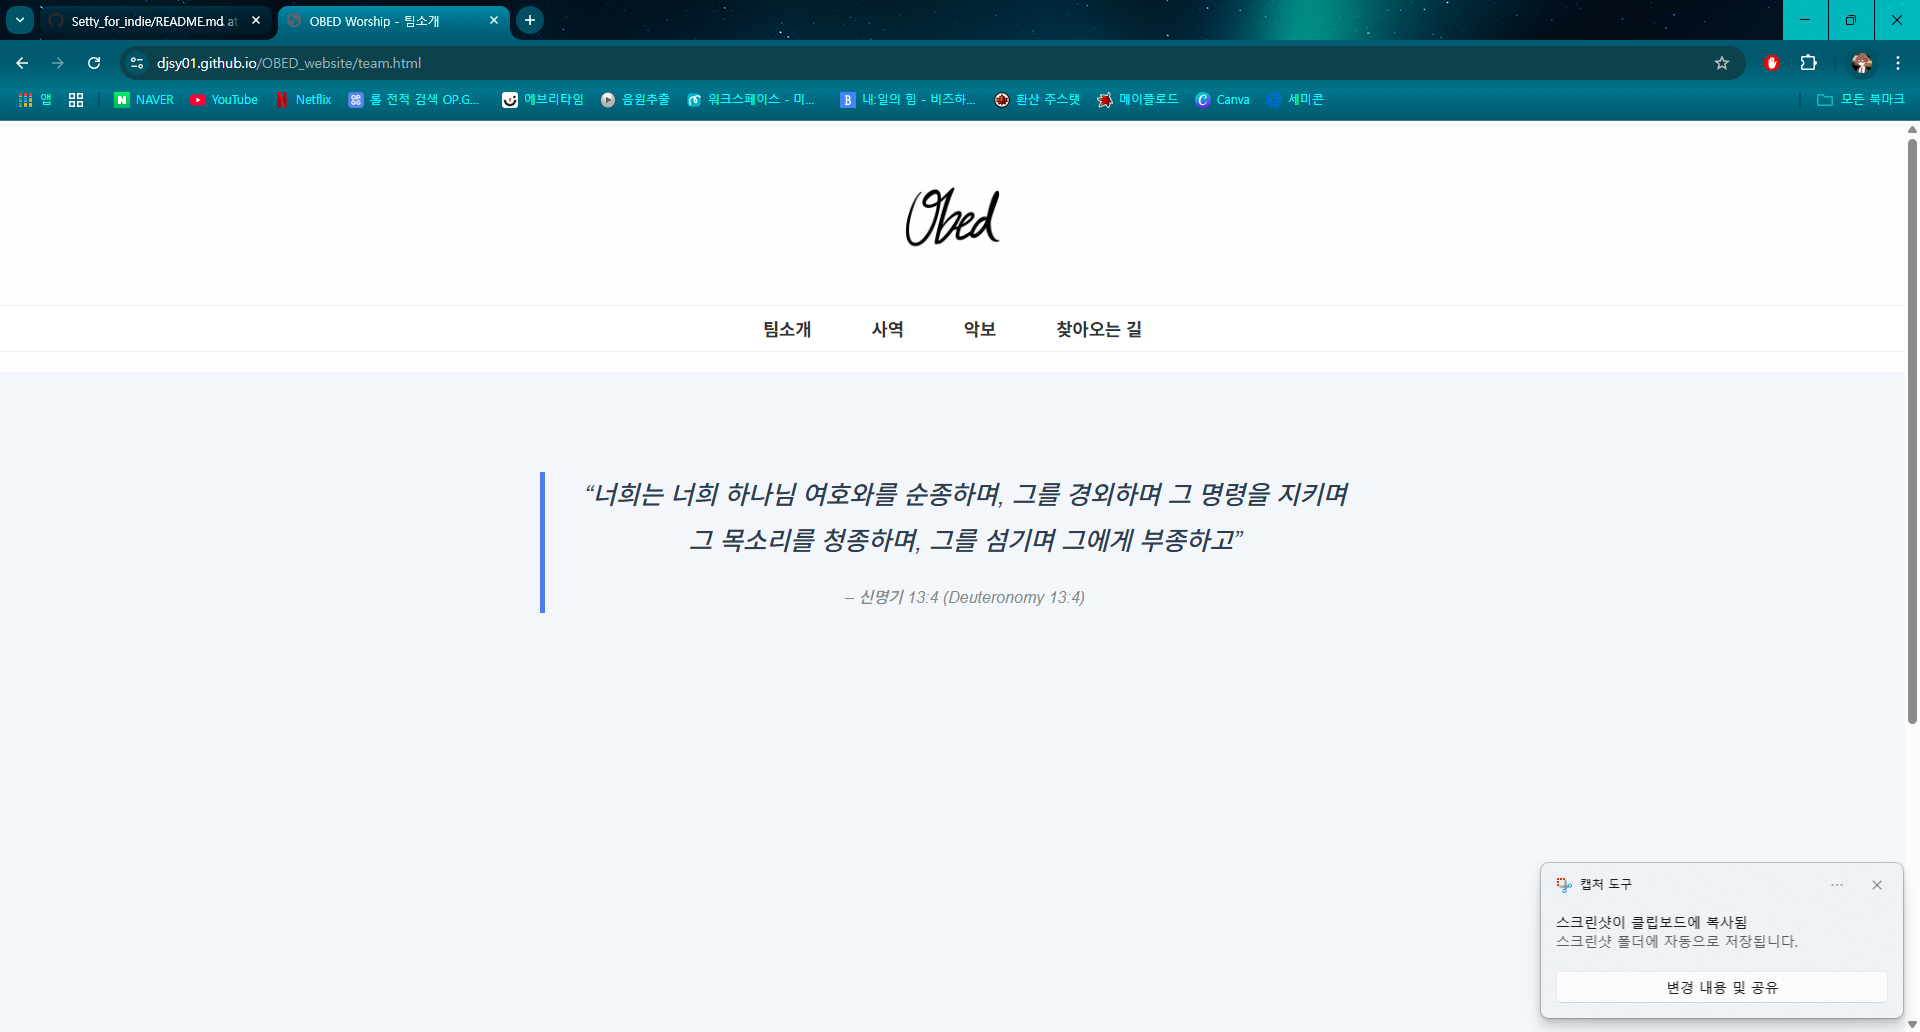 Setty_for_indie/README.md at
OBED Worship - 팀소개
djsy01.github.io/OBED_website/team.html
앱
NAVER
YouTube
Netflix
롤 전적 검색 OP.G...
에브리타임
음원추출
워크스페이스 - 미...
내:일의 힘 - 비즈하...
환산 주스탯
메이플로드
Canva
세미콘
모든 북마크
Obed
팀소개
사역
악보
찾아오는 길
“너희는 너희 하나님 여호와를 순종하며, 그를 경외하며 그 명령을 지키며
그 목소리를 청종하며, 그를 섬기며 그에게 부종하고”
– 신명기 13:4 (Deuteronomy 13:4)
캡처 도구
스크린샷이 클립보드에 복사됨
스크린샷 폴더에 자동으로 저장됩니다.
변경 내용 및 공유